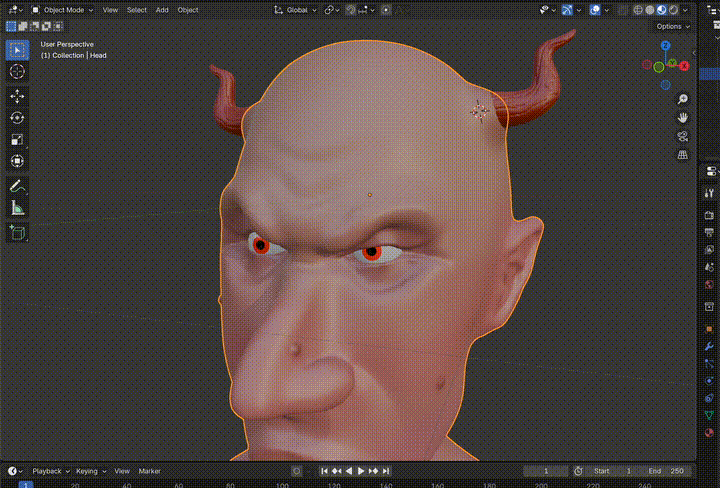 Object Mode View Select Add Object Global
Options
User Perspective
(1) Collection | Head
Z
X
Y
Playback Keying View Marker 1 Start 1 End 250
1 20 40 60 80 100 120 140 160 180 200 220 240